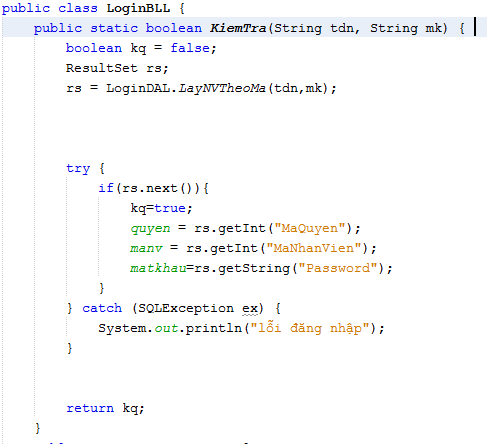 public class LoginBLL {
public static boolean KiemTra(String tdn, String mk) {
boolean kq = false;
ResultSet rs;
rs = LoginDAL.LayNVTheoMa(tdn,mk);
try {
if(rs.next()){
kq=true;
quyen = rs.getInt("MaQuyen");
manv = rs.getInt("MaNhanVien");
matkhau=rs.getString("Password");
}
} catch (SQLException ex) {
System.out.println("lỗi đăng nhập");
}
return kq;
}